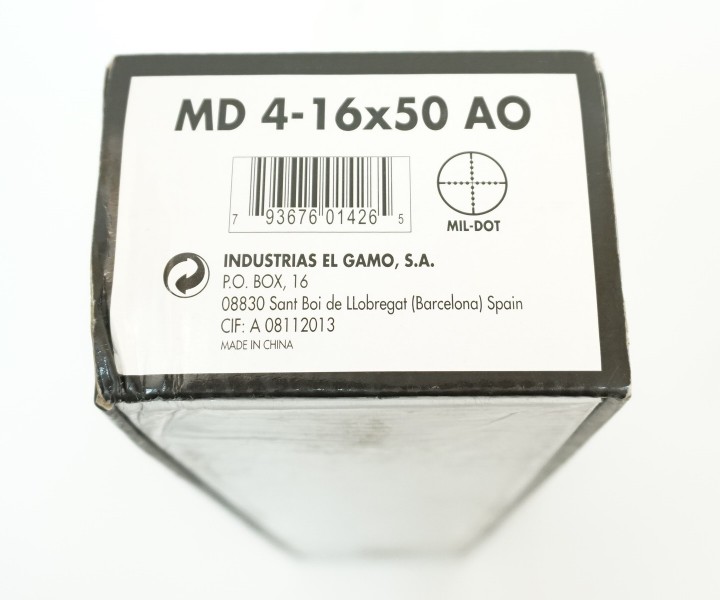 MD 4-16x50 AO
7 93676 01426 5
MIL-DOT
INDUSTRIAS EL GAMO, S.A.
P.O. BOX, 16
08830 Sant Boi de LLobregat (Barcelona) Spain
CIF: A 08112013
MADE IN CHINA